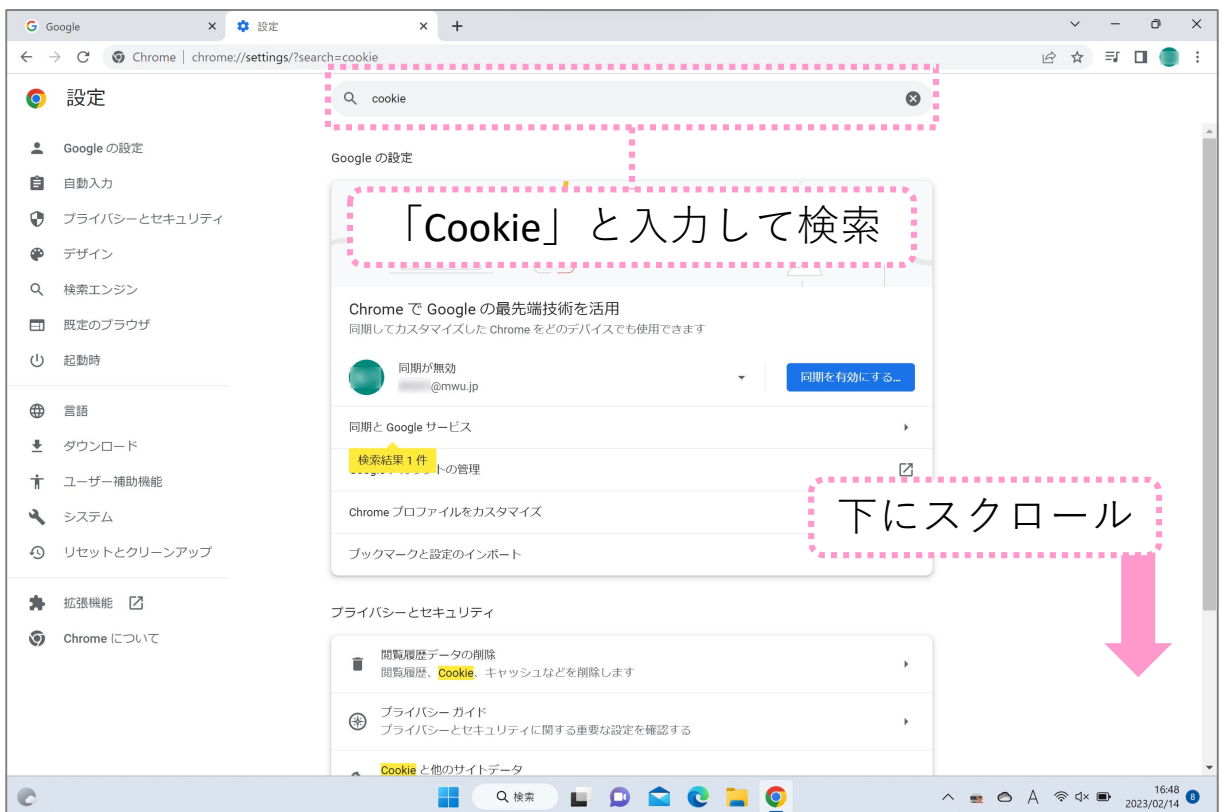 Google
設定
Chrome | chrome://settings/?search=cookie
設定
cookie
Google の設定
自動入力
プライバシーとセキュリティ
デザイン
検索エンジン
既定のブラウザ
起動時
言語
ダウンロード
ユーザー補助機能
システム
リセットとクリーンアップ
拡張機能
Chrome について
Google の設定
「Cookie」と入力して検索
Chrome で Google の最先端技術を活用
同期してカスタマイズした Chrome をどのデバイスでも使用できます
同期が無効
@mwu.jp
同期を有効にする...
同期と Google サービス
検索結果 1 件
トの管理
Chrome プロファイルをカスタマイズ
下にスクロール
ブックマークと設定のインポート
プライバシーとセキュリティ
閲覧履歴データの削除
閲覧履歴、Cookie、キャッシュなどを削除します
プライバシー ガイド
プライバシーとセキュリティに関する重要な設定を確認する
Cookie と他のサイトデータ
検索
A
16:48
2023/02/14
8